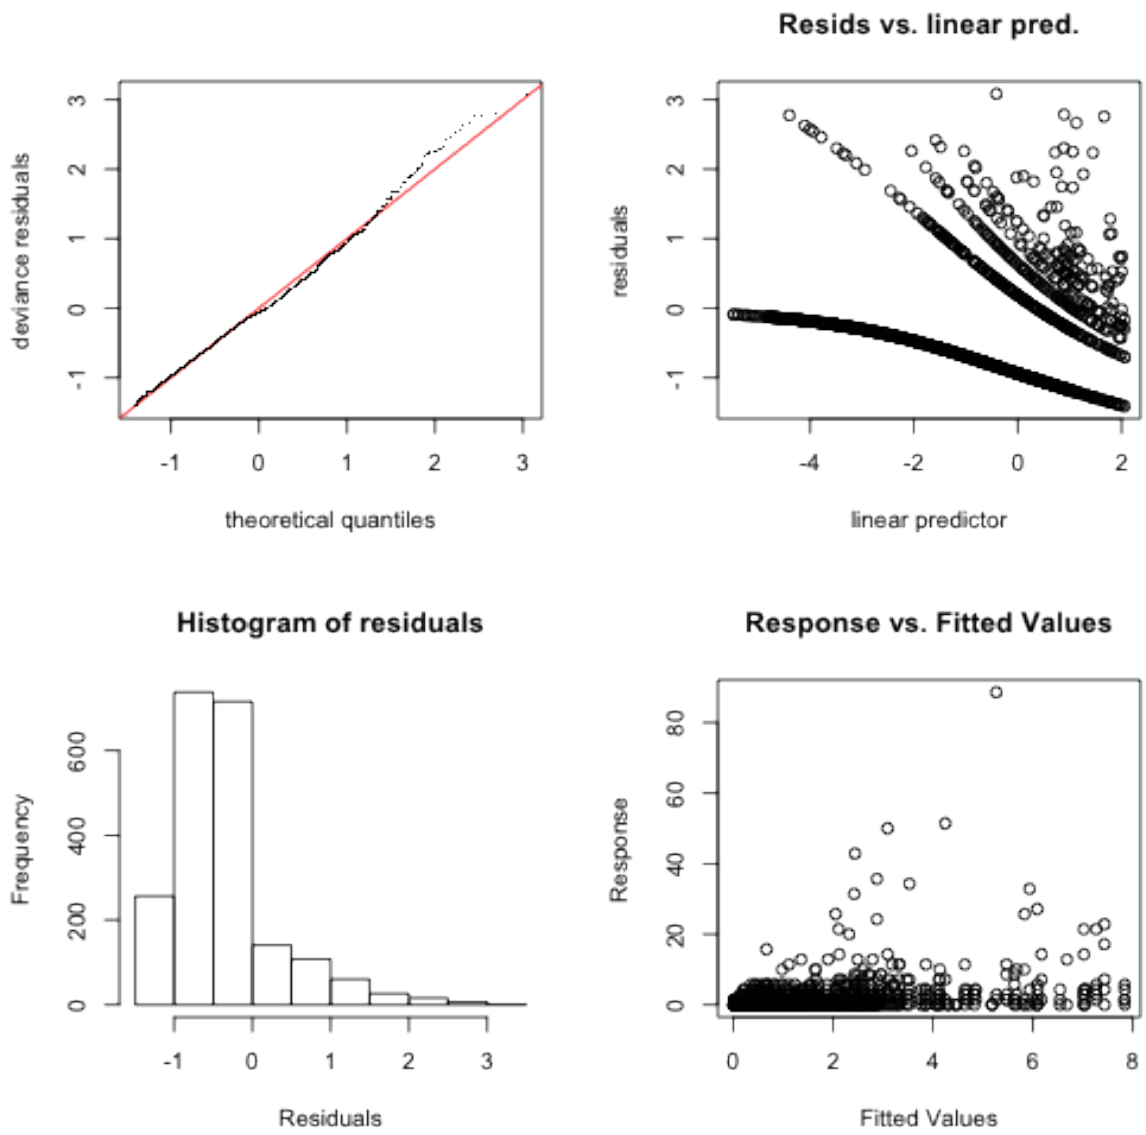 deviance residuals
3
2
1
0
-1
-1 0 1 2 3
theoretical quantiles
Resids vs. linear pred.
residuals
3
2
1
0
-1
-4 -2 0 2
linear predictor
Histogram of residuals
Frequency
600
400
200
0
-1 0 1 2 3
Residuals
Response vs. Fitted Values
Response
80
60
40
20
0
0 2 4 6 8
Fitted Values